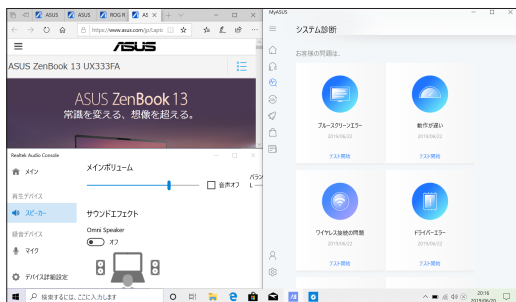 ASUS
ASUS
ROG R
AS
https://www.asus.com/jp/Lapto
ASUS
ASUS ZenBook 13 UX333FA
ASUS ZenBook 13
常識を変える、想像を
超える。
Realtek Audio Console
メイン
再生デバイス
スピーカー
録音デバイス
マイク
デバイス詳細設定
メインボリューム
音声オフ
バラン
L
サウンドエフェクト
Omni Speaker
オフ
MyASUS
システム診断
お客様の問題は、
ブルースクリーンエラー
2019/06/22
テスト開始
動作が遅い
2019/06/22
テスト開始
ワイヤレス接続の問題
2019/06/22
テスト開始
ドライバーエラー
2019/06/22
テスト開始
検索するには、ここに入力します
20:16
2019/06/20